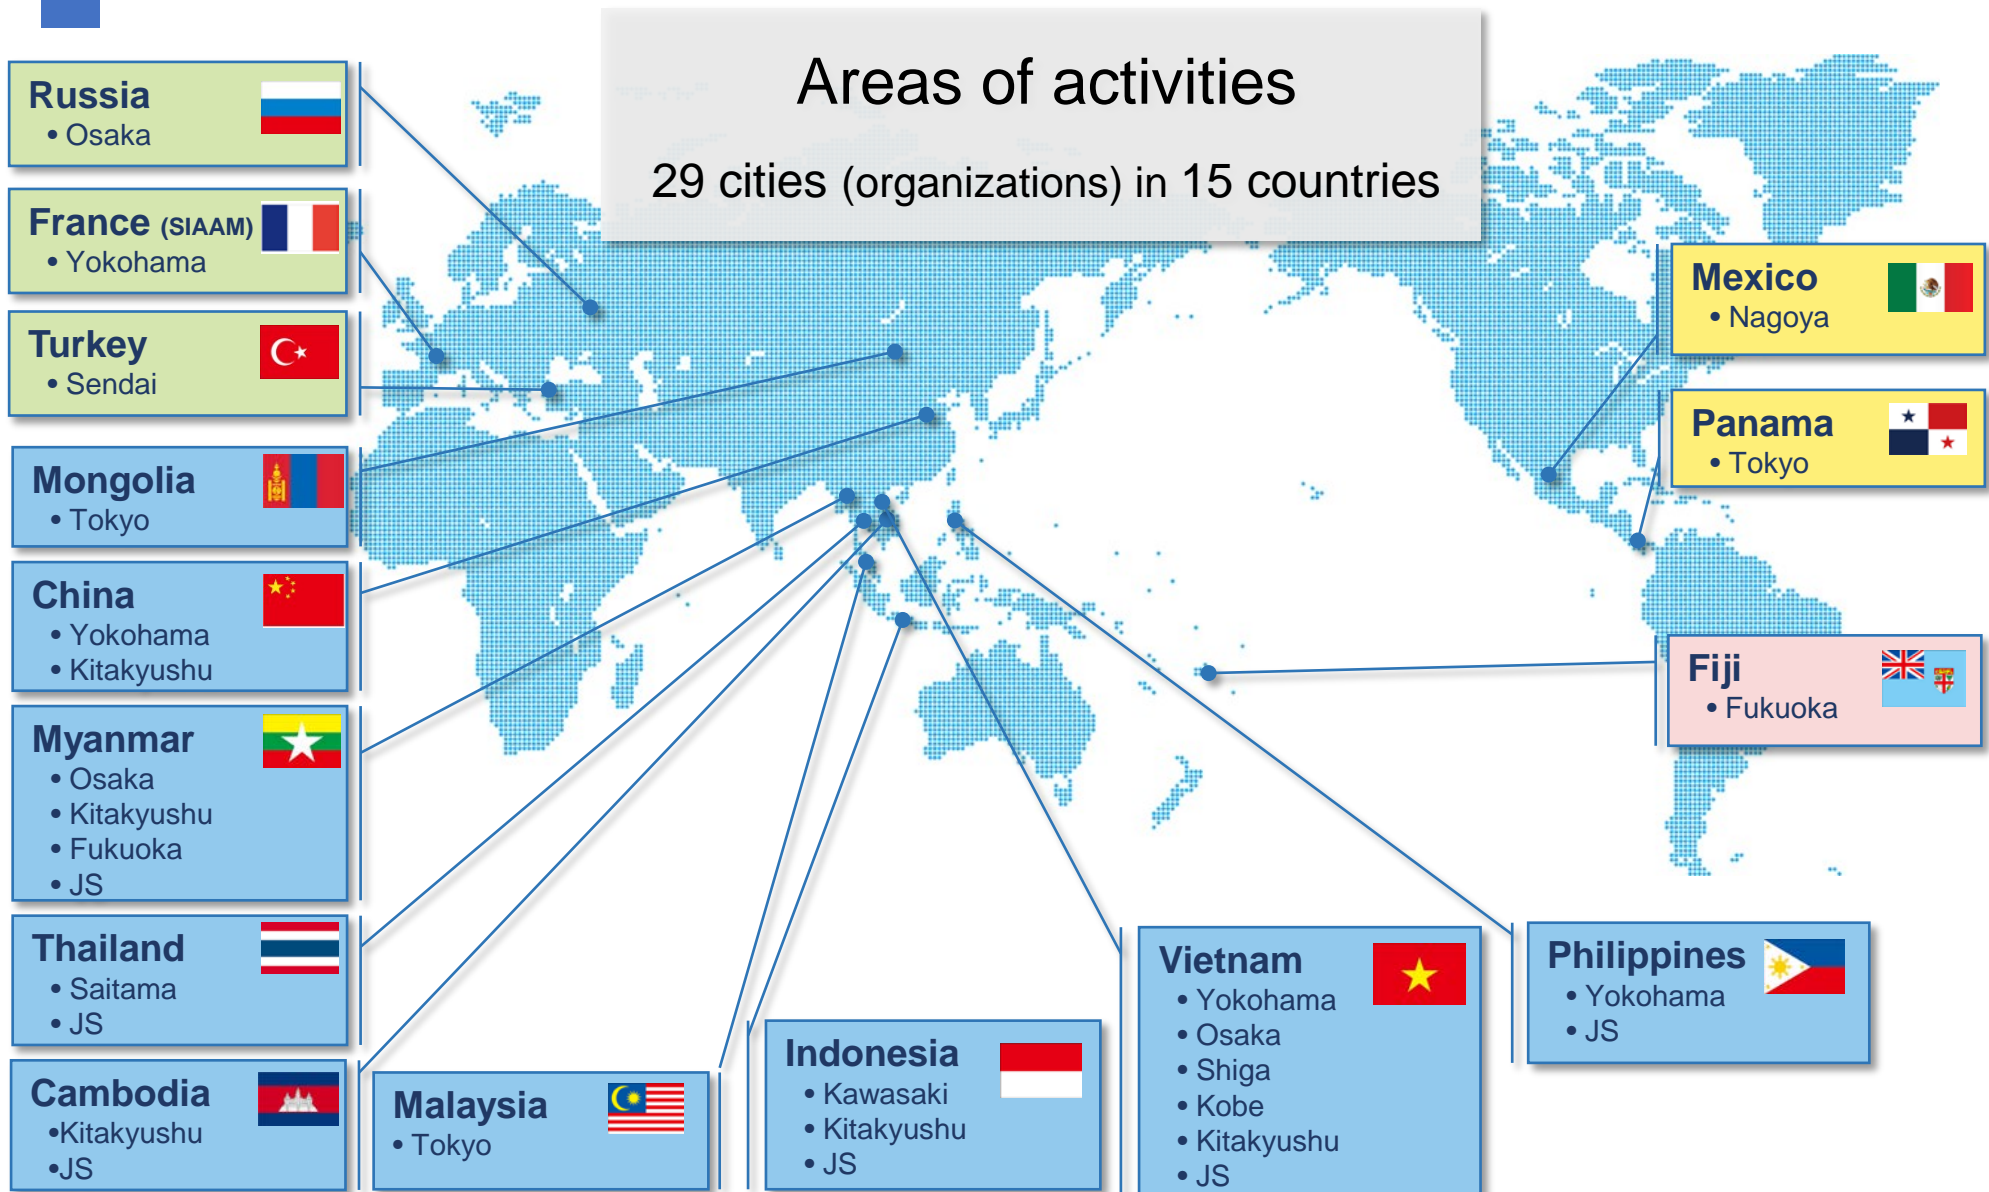 Areas of activities
29 cities (organizations) in 15 countries
Russia
• Osaka
France (SIAAM)
• Yokohama
Turkey
• Sendai
Mongolia
• Tokyo
China
• Yokohama
• Kitakyushu
Myanmar
• Osaka
• Kitakyushu
• Fukuoka
• JS
Thailand
• Saitama
• JS
Cambodia
•Kitakyushu
•JS
Malaysia
• Tokyo
Indonesia
• Kawasaki
• Kitakyushu
• JS
Vietnam
• Yokohama
• Osaka
• Shiga
• Kobe
• Kitakyushu
• JS
Philippines
• Yokohama
• JS
Mexico
• Nagoya
Panama
• Tokyo
Fiji
• Fukuoka